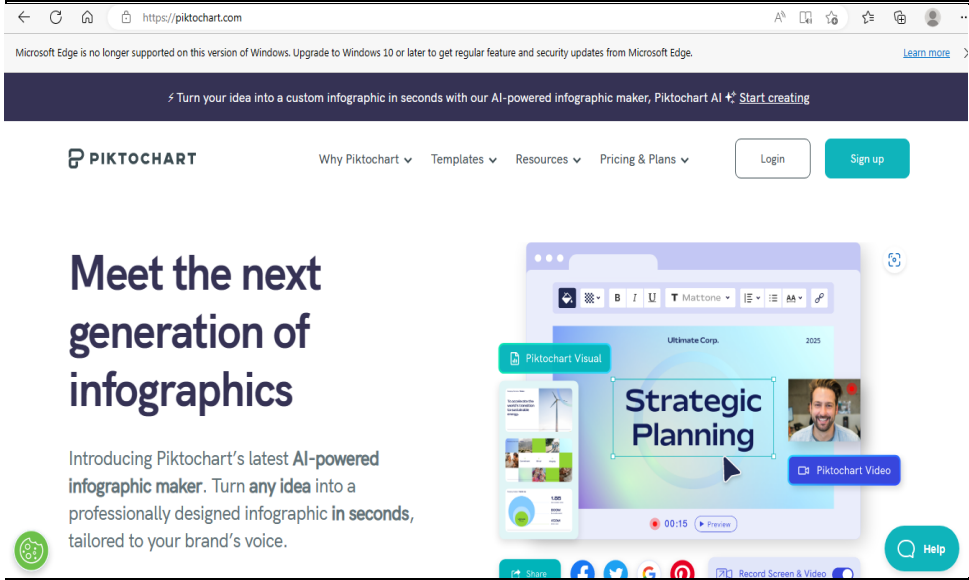 https://piktochart.com
Microsoft Edge is no longer supported on this version of Windows. Upgrade to Windows 10 or later to get regular feature and security updates from Microsoft Edge. Learn more
⚡ Turn your idea into a custom infographic in seconds with our AI-powered infographic maker, Piktochart AI Start creating
PIKTOCHART Why Piktochart Templates Resources Pricing & Plans Login Sign up
Meet the next
generation of
infographics
Introducing Piktochart's latest AI-powered
infographic maker. Turn any idea into a
professionally designed infographic in seconds,
tailored to your brand's voice.
B I U T Mattone AA
Ultimate Corp. 2025
Piktochart Visual
Strategic
Planning
Piktochart Video
00:15 Preview
Share Record Screen & Video
Help